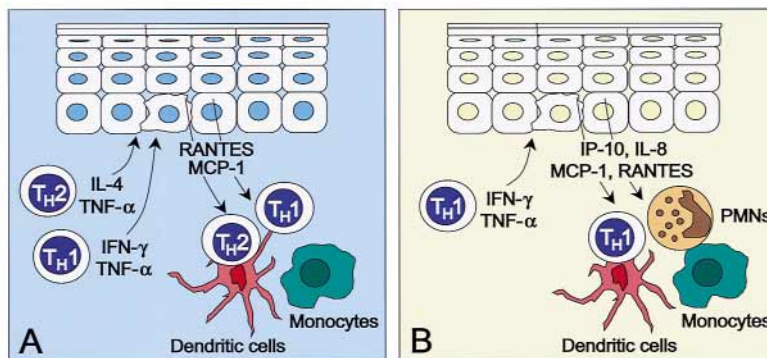 RANTES
MCP-1
TH2
IL-4
TNF-α
TH1
IFN-γ
TNF-α
TH1
TH2
Monocytes
Dendritic cells
A
IP-10, IL-8
MCP-1, RANTES
TH1
IFN-γ
TNF-α
PMNs
TH1
Monocytes
Dendritic cells
B